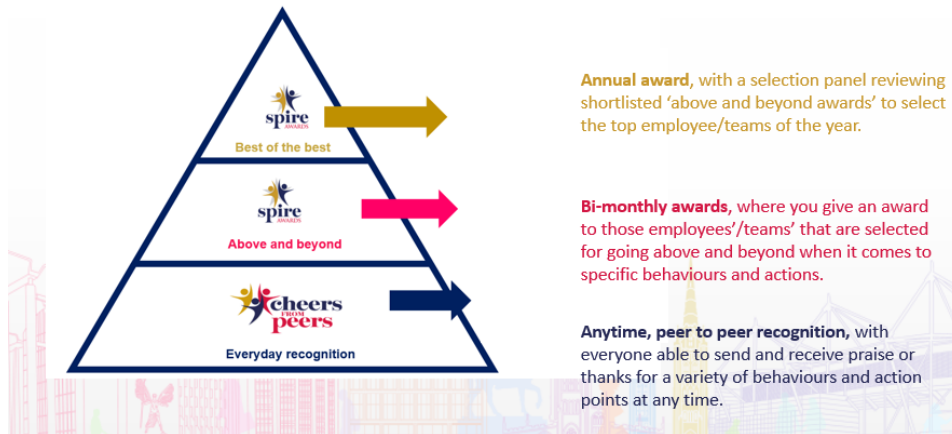 spire
AWARDS
Best of the best
Annual award, with a selection panel reviewing
shortlisted ‘above and beyond awards’ to select
the top employee/teams of the year.
spire
AWARDS
Above and beyond
Bi-monthly awards, where you give an award
to those employees’/teams’ that are selected
for going above and beyond when it comes to
specific behaviours and actions.
cheers
FROM
peers
Everyday recognition
Anytime, peer to peer recognition, with
everyone able to send and receive praise or
thanks for a variety of behaviours and action
points at any time.